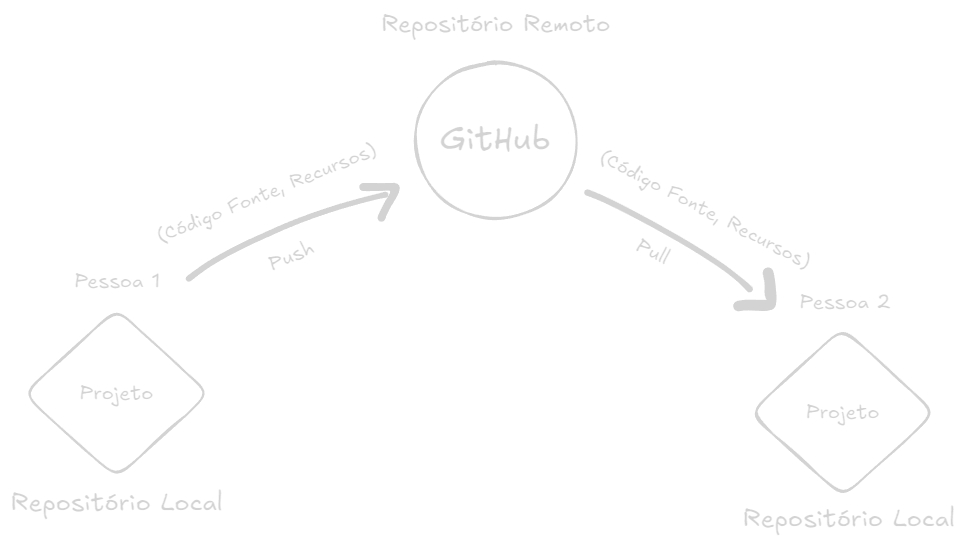 Repositório Remoto
GitHub
(Código Fonte, Recursos)
Push
(Código Fonte, Recursos)
Pull
Pessoa 1
Projeto
Repositório Local
Pessoa 2
Projeto
Repositório Local